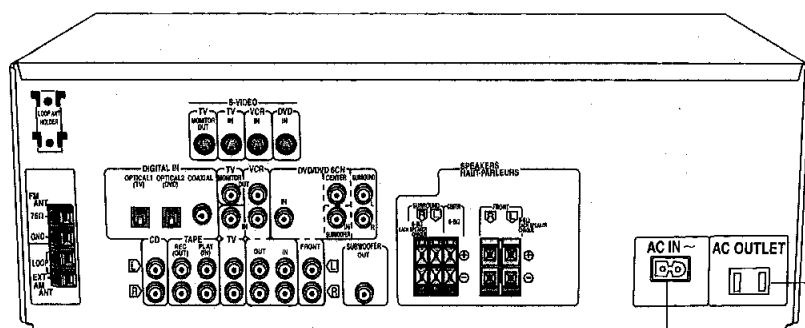 S-VIDEO
TV TV VCR DVD
MONITOR OUT IN IN IN
LOOP ANT HOLDER
DIGITAL IN
OPTICAL1 (TV) OPTICAL2 (DVD) COAXIAL
TV VCR DVD/DVD 6CH
MONITOR OUT CENTER SURROUND
IN IN L
SUBWOOFER R
FM ANT
75Ω
GND
LOOP
EXT
AM ANT
CD TAPE TV
REC (OUT) PLAY (IN) OUT IN FRONT SUBWOOFER OUT
L L
R R
SPEAKERS
HAUT-PARLEURS
SURROUND CENTER FRONT
R L R L
+ +
− −
AC IN ~
AC OUTLET